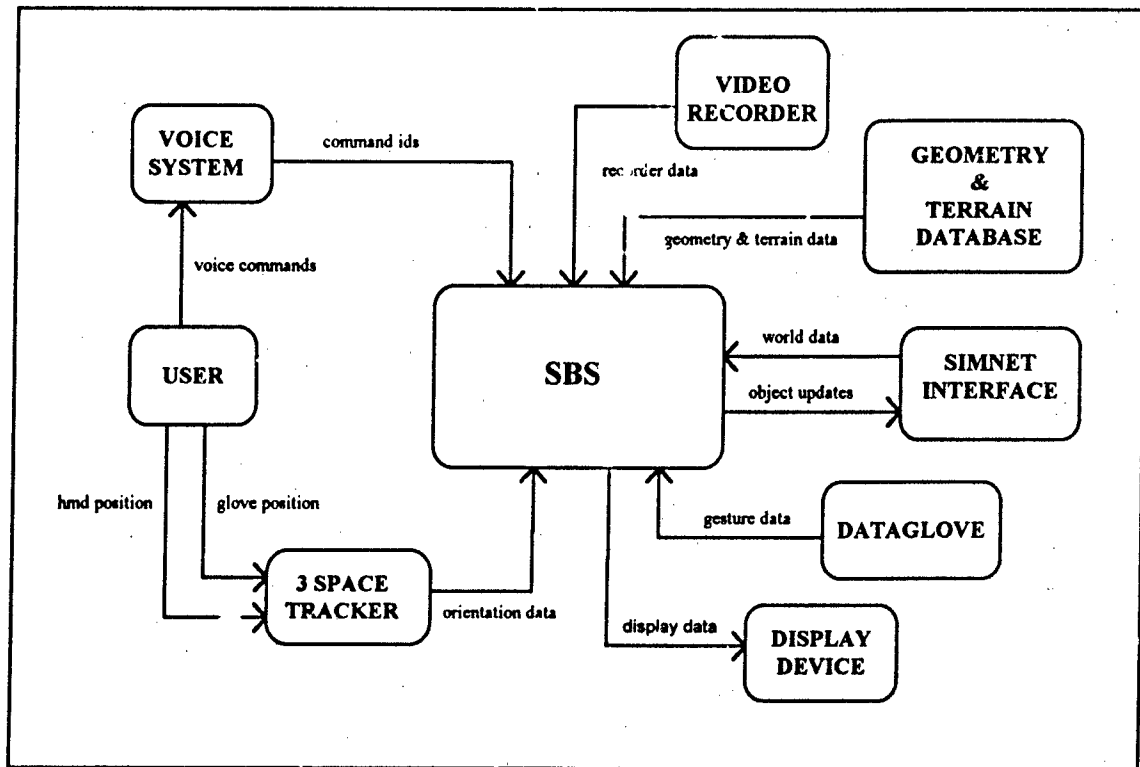 VIDEO
RECORDER
VOICE
SYSTEM
command ids
recorder data
GEOMETRY
&
TERRAIN
DATABASE
geometry & terrain data
voice commands
world data
SBS
SIMNET
INTERFACE
USER
object updates
hmd position
glove position
gesture data
DATAGLOVE
3 SPACE
TRACKER
orientation data
display data
DISPLAY
DEVICE